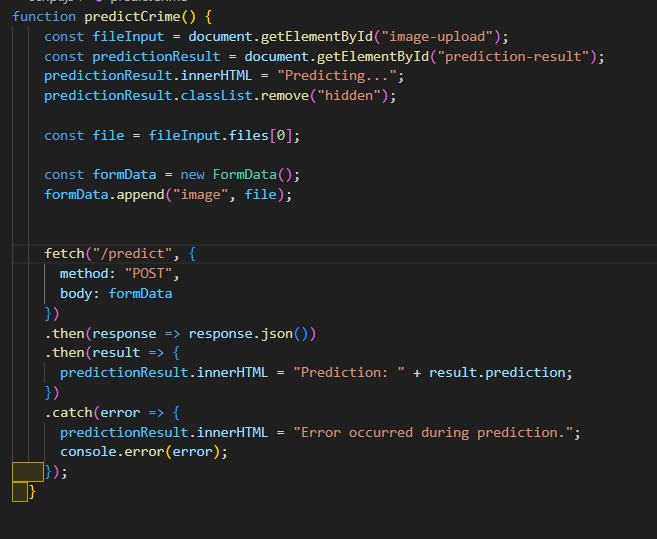 function predictCrime() {
const fileInput = document.getElementById("image-upload");
const predictionResult = document.getElementById("prediction-result");
predictionResult.innerHTML = "Predicting...";
predictionResult.classList.remove("hidden");
const file = fileInput.files[0];
const formData = new FormData();
formData.append("image", file);
fetch("/predict", {
method: "POST",
body: formData
})
.then(response => response.json())
.then(result => {
predictionResult.innerHTML = "Prediction: " + result.prediction;
})
.catch(error => {
predictionResult.innerHTML = "Error occurred during prediction.";
console.error(error);
});
}